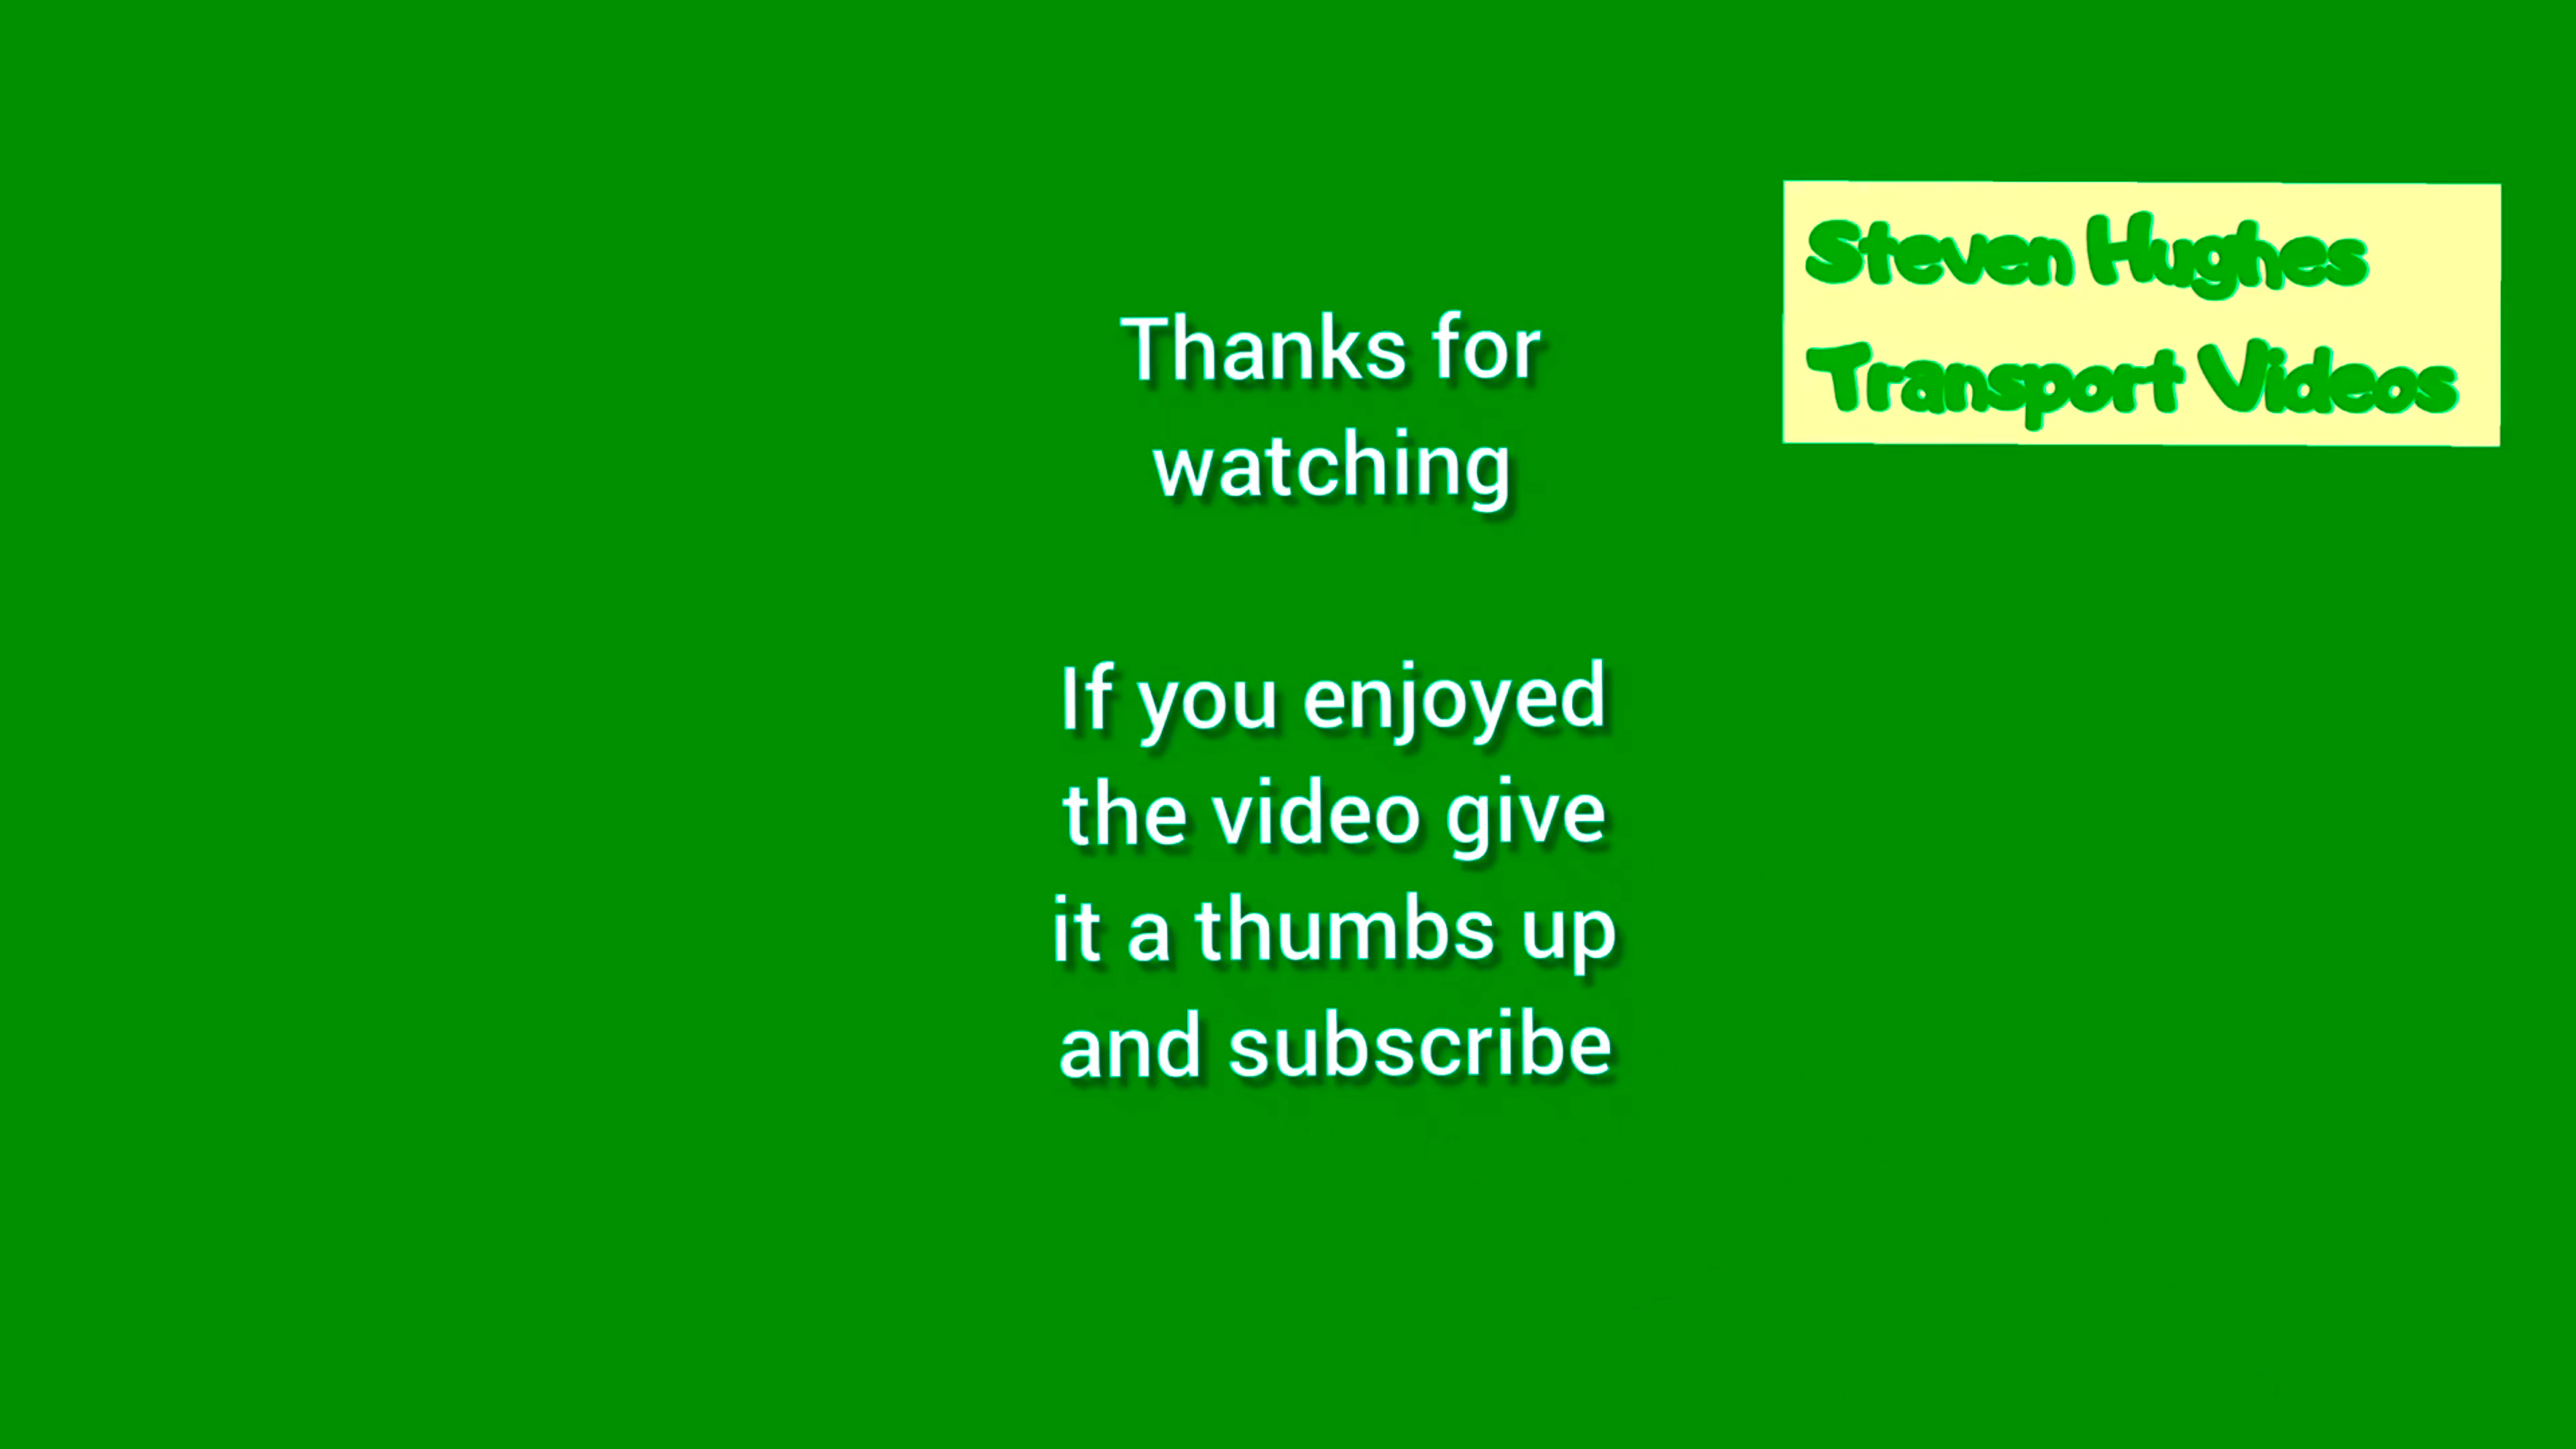 Steven Hughes
Transport Videos
Thanks for
watching
If you enjoyed
the video give
it a thumbs up
and subscribe